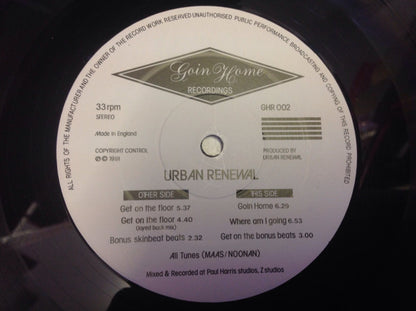 ALL RIGHTS OF THE MANUFACTURER AND THE OWNER OF THE RECORD WORK RESERVED UNAUTHORISED PUBLIC PERFORMANCE BROADCASTING AND COPYING OF THIS RECORD PROHIBITED
Goin Home
RECORDINGS
33 rpm
STEREO
GHR 002
Made in England
COPYRIGHT CONTROL
PRODUCED BY
URBAN RENEWAL
URBAN RENEWAL
OTHER SIDE
Get on the floor 5.37
Get on the floor 4.40
(layed back mix)
Bonus skinbeat beats 2.32
THIS SIDE
Goin Home 6.29
Where am I going 6.53
Get on the bonus beats 3.00
All Tunes (MAAS/NOONAN)
Mixed & Recorded at Paul Harris studios, Z studios